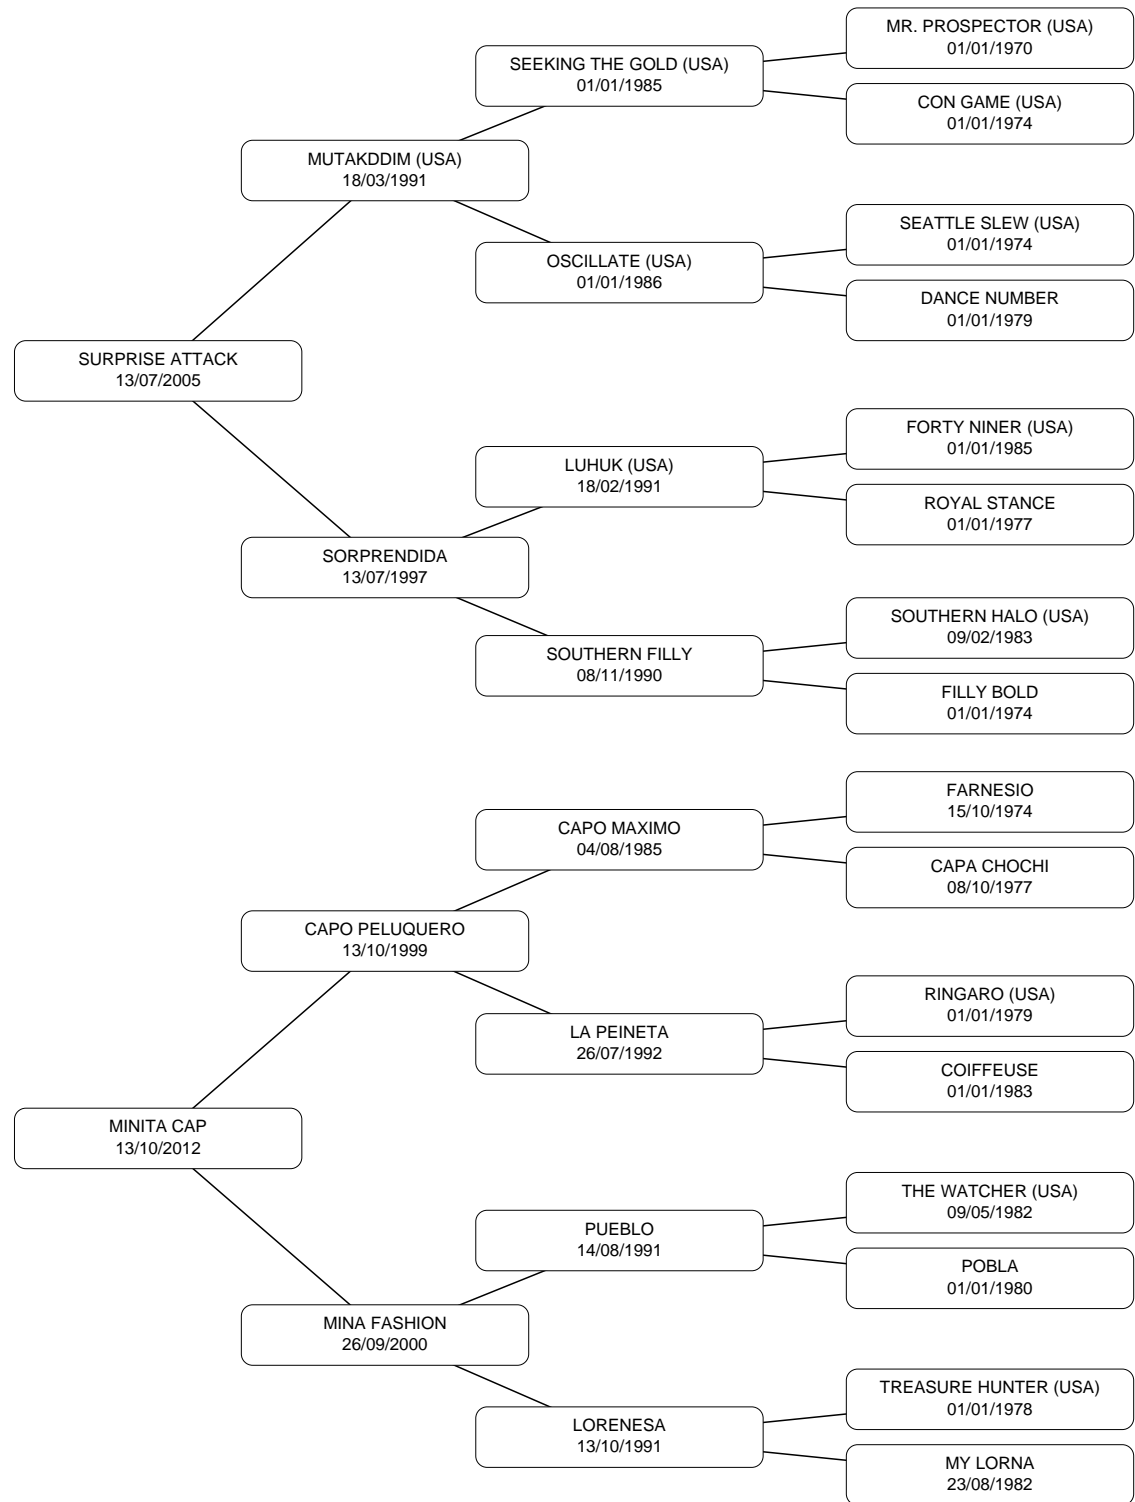 MR. PROSPECTOR (USA)
01/01/1970
SEEKING THE GOLD (USA)
01/01/1985
CON GAME (USA)
01/01/1974
MUTAKDDIM (USA)
18/03/1991
SEATTLE SLEW (USA)
01/01/1974
OSCILLATE (USA)
01/01/1986
DANCE NUMBER
01/01/1979
SURPRISE ATTACK
13/07/2005
FORTY NINER (USA)
01/01/1985
LUHUK (USA)
18/02/1991
ROYAL STANCE
01/01/1977
SORPRENDIDA
13/07/1997
SOUTHERN HALO (USA)
09/02/1983
SOUTHERN FILLY
08/11/1990
FILLY BOLD
01/01/1974
FARNESIO
15/10/1974
CAPO MAXIMO
04/08/1985
CAPA CHOCHI
08/10/1977
CAPO PELUQUERO
13/10/1999
RINGARO (USA)
01/01/1979
LA PEINETA
26/07/1992
COIFFEUSE
01/01/1983
MINITA CAP
13/10/2012
THE WATCHER (USA)
09/05/1982
PUEBLO
14/08/1991
POBLA
01/01/1980
MINA FASHION
26/09/2000
TREASURE HUNTER (USA)
01/01/1978
LORENESA
13/10/1991
MY LORNA
23/08/1982